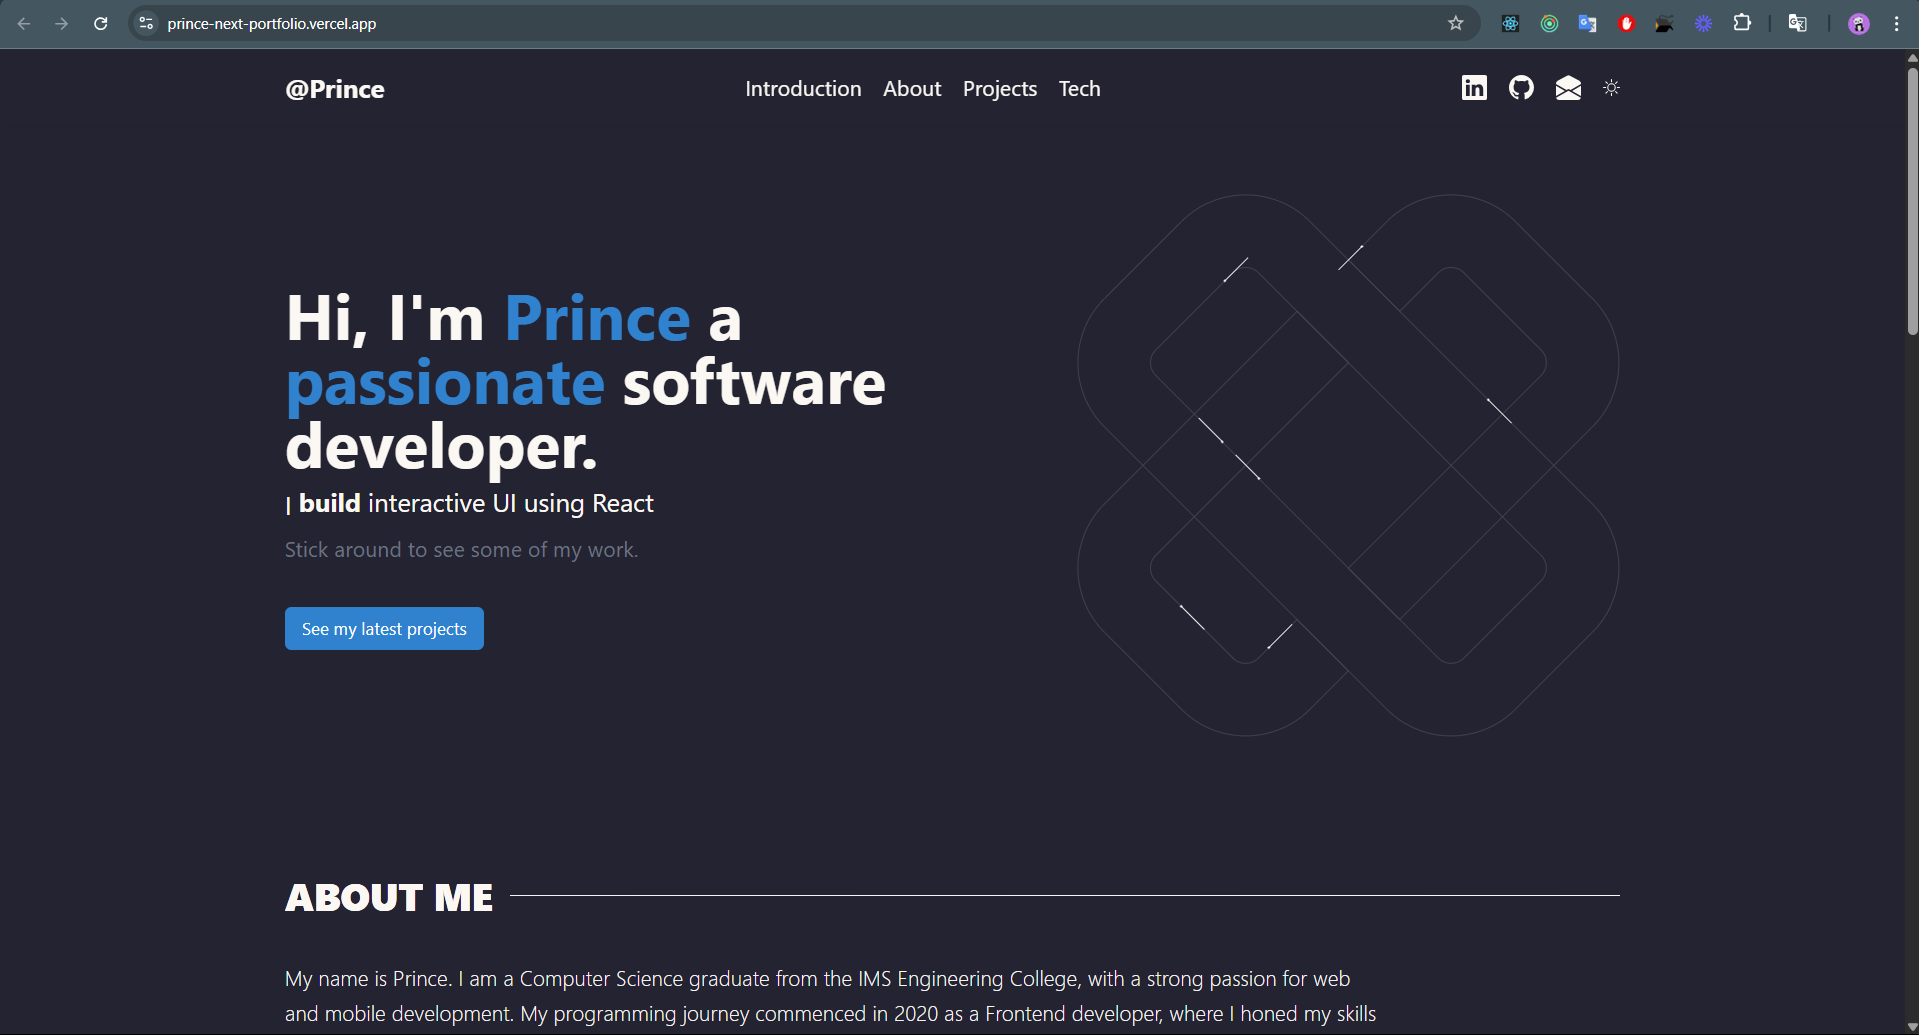 prince-next-portfolio.vercel.app
@Prince
Introduction About Projects Tech
Hi, I'm Prince a
passionate software
developer.
I build interactive UI using React
Stick around to see some of my work.
See my latest projects
ABOUT ME
My name is Prince. I am a Computer Science graduate from the IMS Engineering College, with a strong passion for web
and mobile development. My programming journey commenced in 2020 as a Frontend developer, where I honed my skills